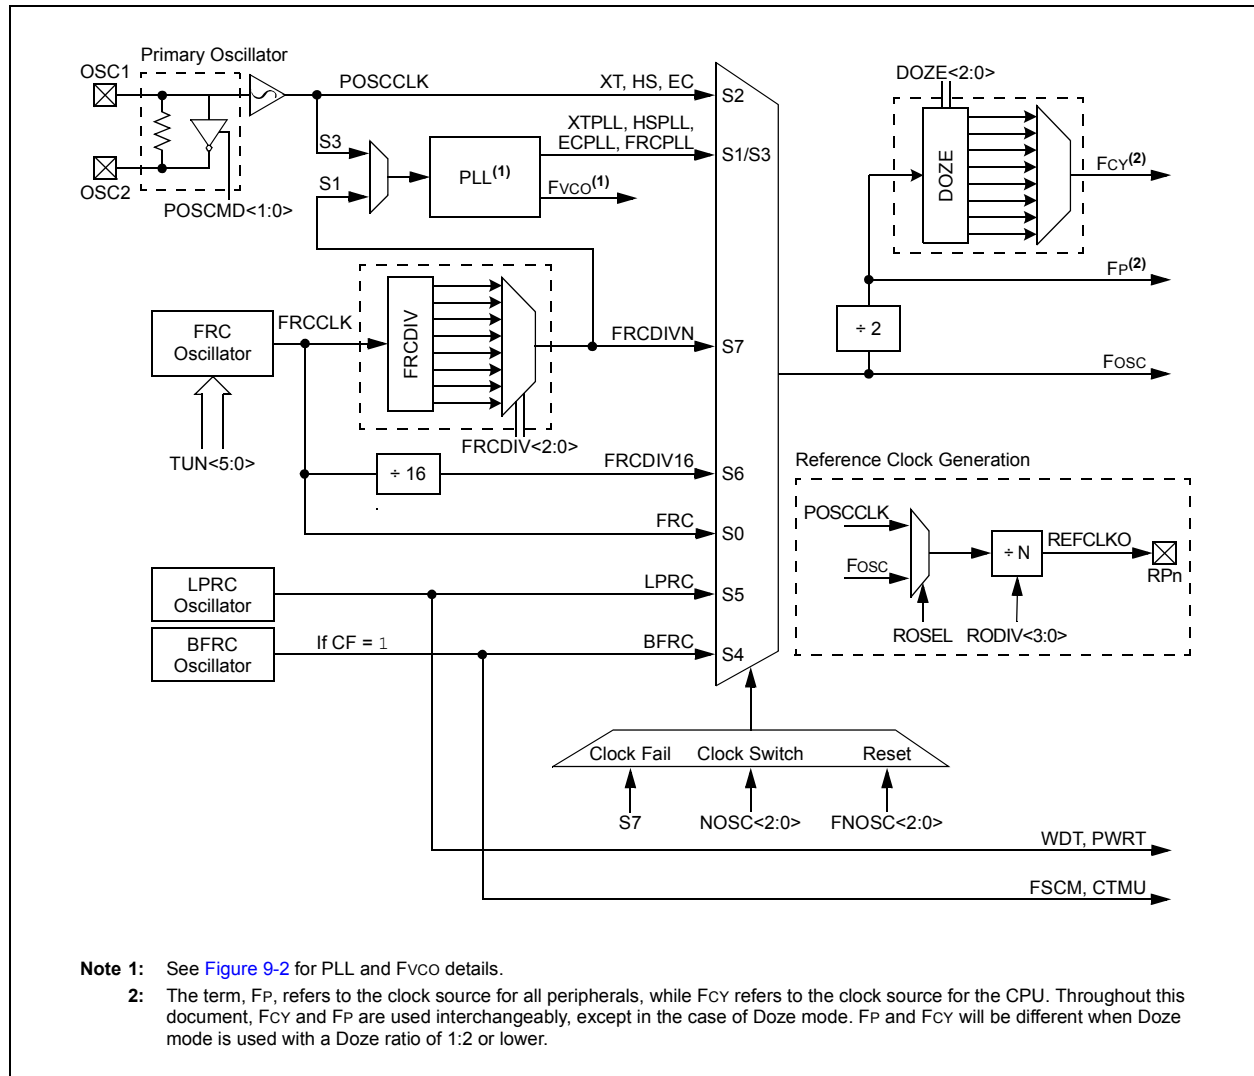 Primary Oscillator
OSC1
OSC2
POSCMD<1:0>
POSCCLK
XT, HS, EC
S2
S3
S1
PLL(1)
XTPLL, HSPLL,
ECPLL, FRCPLL
S1/S3
FVCO(1)
DOZE<2:0>
DOZE
FCY(2)
FP(2)
÷ 2
FOSC
FRC
Oscillator
FRCCLK
TUN<5:0>
FRCDIV
FRCDIV<2:0>
FRCDIVN
S7
÷ 16
FRCDIV16
S6
FRC
S0
LPRC
Oscillator
LPRC
S5
BFRC
Oscillator
If CF = 1
BFRC
S4
Reference Clock Generation
POSCCLK
FOSC
÷ N
REFCLKO
RPn
ROSEL
RODIV<3:0>
Clock Fail
Clock Switch
Reset
S7
NOSC<2:0>
FNOSC<2:0>
WDT, PWRT
FSCM, CTMU
Note 1: See Figure 9-2 for PLL and FVCO details.
2: The term, FP, refers to the clock source for all peripherals, while FCY refers to the clock source for the CPU. Throughout this
document, FCY and FP are used interchangeably, except in the case of Doze mode. FP and FCY will be different when Doze
mode is used with a Doze ratio of 1:2 or lower.